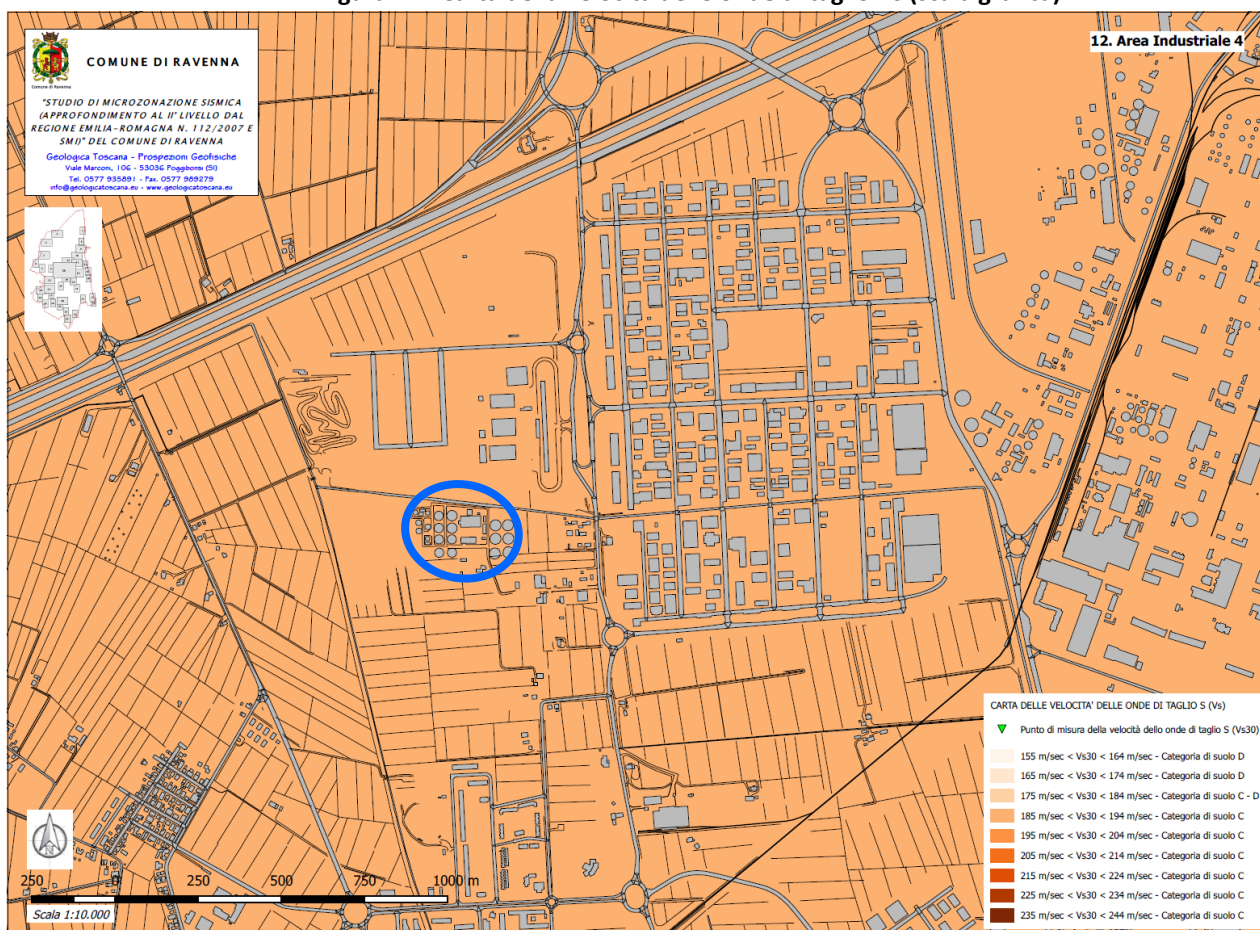 12. Area Industriale 4
COMUNE DI RAVENNA
Comune di Ravenna
"STUDIO DI MICROZONAZIONE SISMICA
(APPROFONDIMENTO AL II° LIVELLO DAL
REGIONE EMILIA-ROMAGNA N. 112/2007 E
SMI)" DEL COMUNE DI RAVENNA
Geologica Toscana - Prospezioni Geofisiche
Viale Marconi, 106 - 53036 Poggibonsi (SI)
Tel. 0577 935891 - Fax. 0577 989279
info@geologicatoscana.eu - www.geologicatoscana.eu
CARTA DELLE VELOCITA' DELLE ONDE DI TAGLIO S (Vs)
Punto di misura della velocità dello onde di taglio S (Vs30)
155 m/sec < Vs30 < 164 m/sec - Categoria di suolo D
165 m/sec < Vs30 < 174 m/sec - Categoria di suolo D
175 m/sec < Vs30 < 184 m/sec - Categoria di suolo C - D
185 m/sec < Vs30 < 194 m/sec - Categoria di suolo C
195 m/sec < Vs30 < 204 m/sec - Categoria di suolo C
205 m/sec < Vs30 < 214 m/sec - Categoria di suolo C
215 m/sec < Vs30 < 224 m/sec - Categoria di suolo C
225 m/sec < Vs30 < 234 m/sec - Categoria di suolo C
235 m/sec < Vs30 < 244 m/sec - Categoria di suolo C
250 0 250 500 750 1000 m
Scala 1:10.000